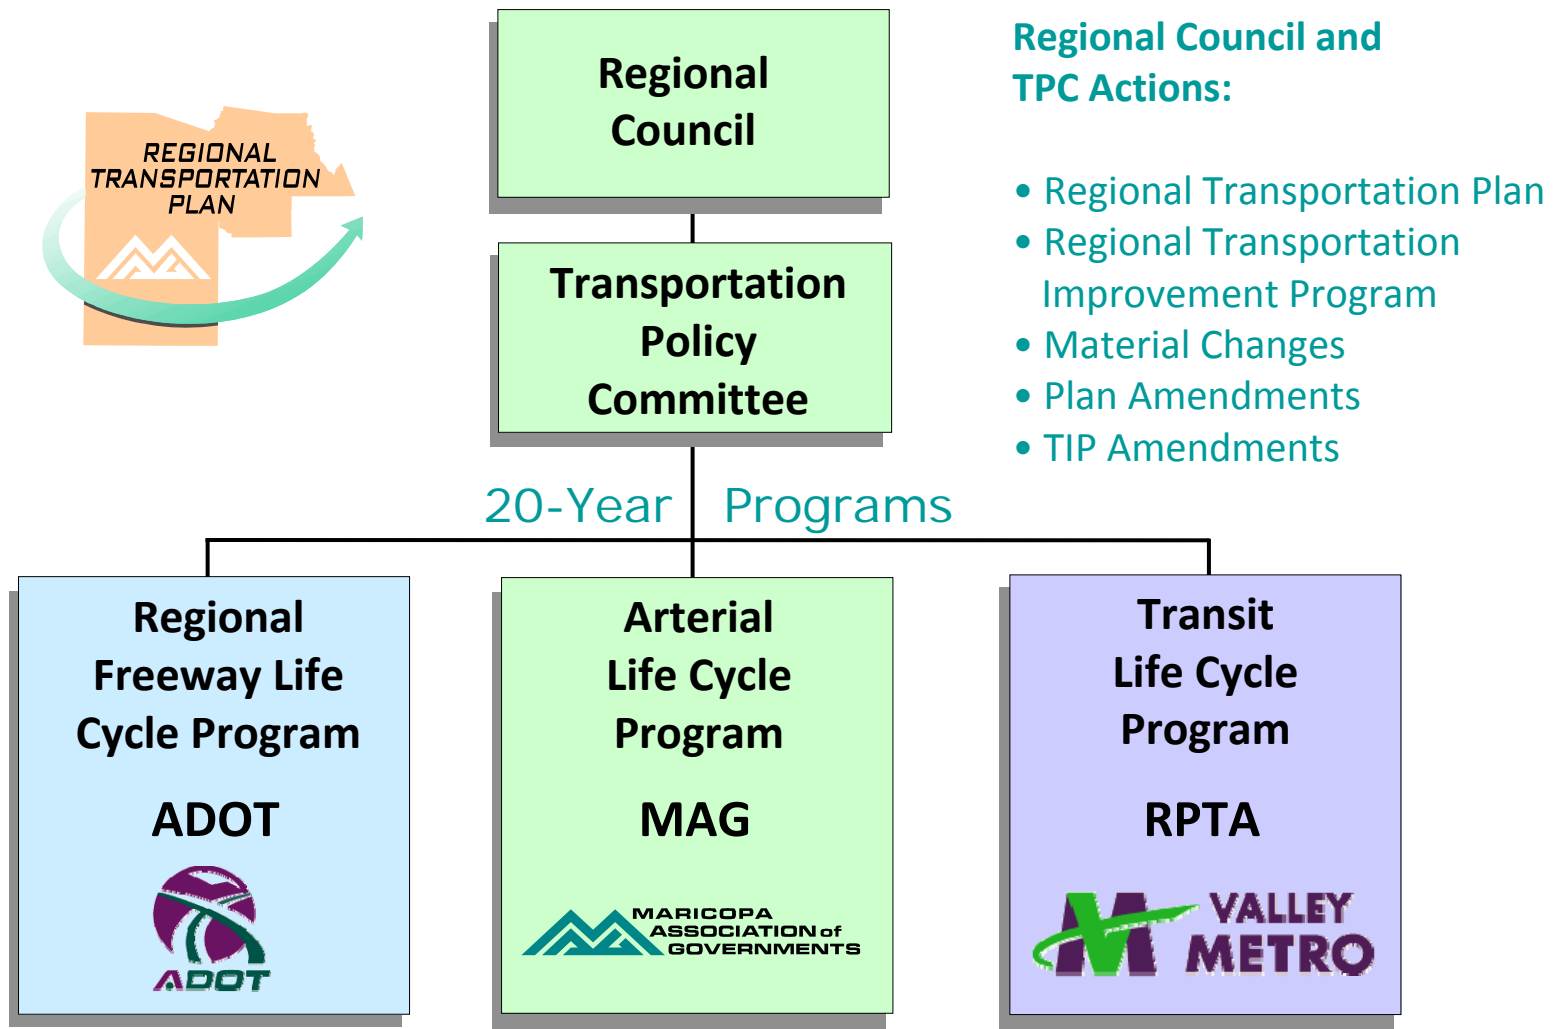 REGIONAL
TRANSPORTATION
PLAN
Regional
Council
Transportation
Policy
Committee
Regional Council and
TPC Actions:
• Regional Transportation Plan
• Regional Transportation
Improvement Program
• Material Changes
• Plan Amendments
• TIP Amendments
20-Year Programs
Regional
Freeway Life
Cycle Program
ADOT
ADOT
Arterial
Life Cycle
Program
MAG
MARICOPA
ASSOCIATION of
GOVERNMENTS
Transit
Life Cycle
Program
RPTA
VALLEY
METRO